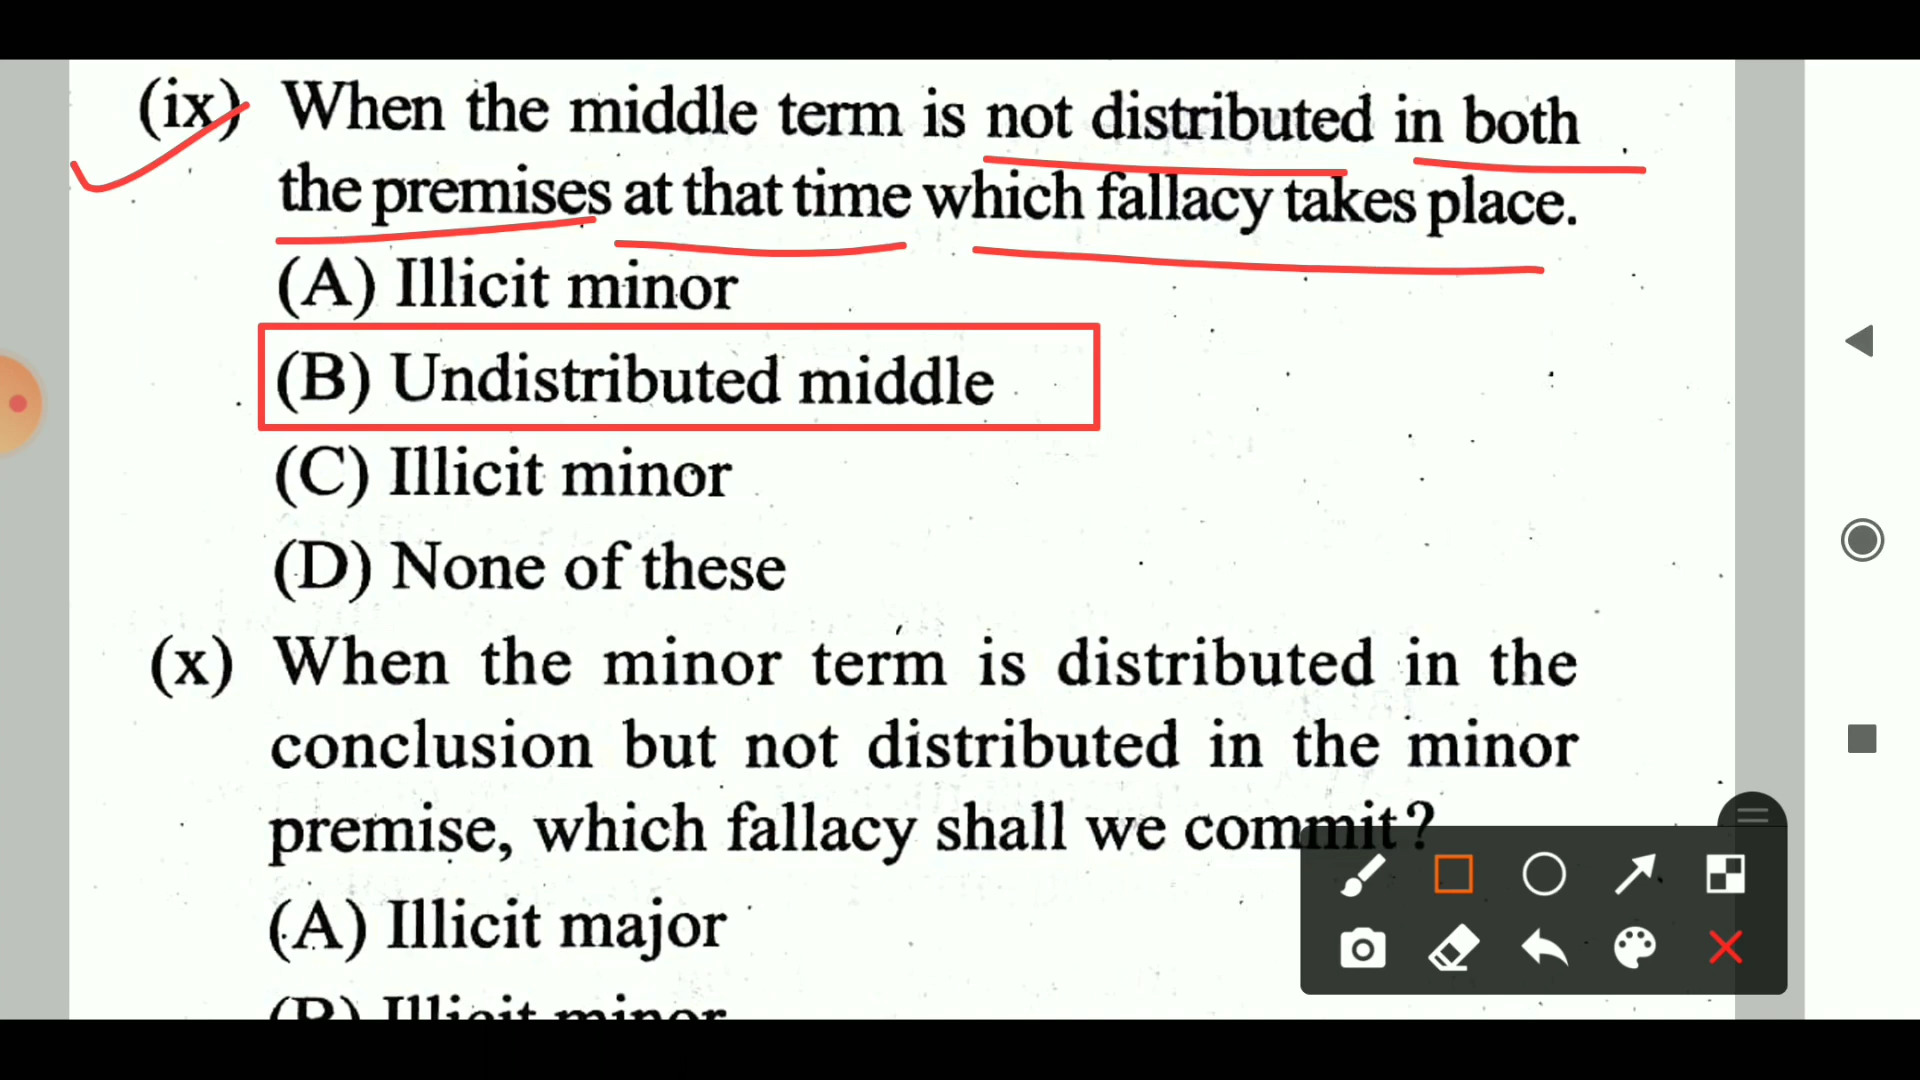 (ix) When the middle term is not distributed in both
the premises at that time which fallacy takes place.
(A) Illicit minor
(B) Undistributed middle
(C) Illicit minor
(D) None of these
(x) When the minor term is distributed in the
conclusion but not distributed in the minor
premise, which fallacy shall we commit?
(A) Illicit major
(B) Illicit minor